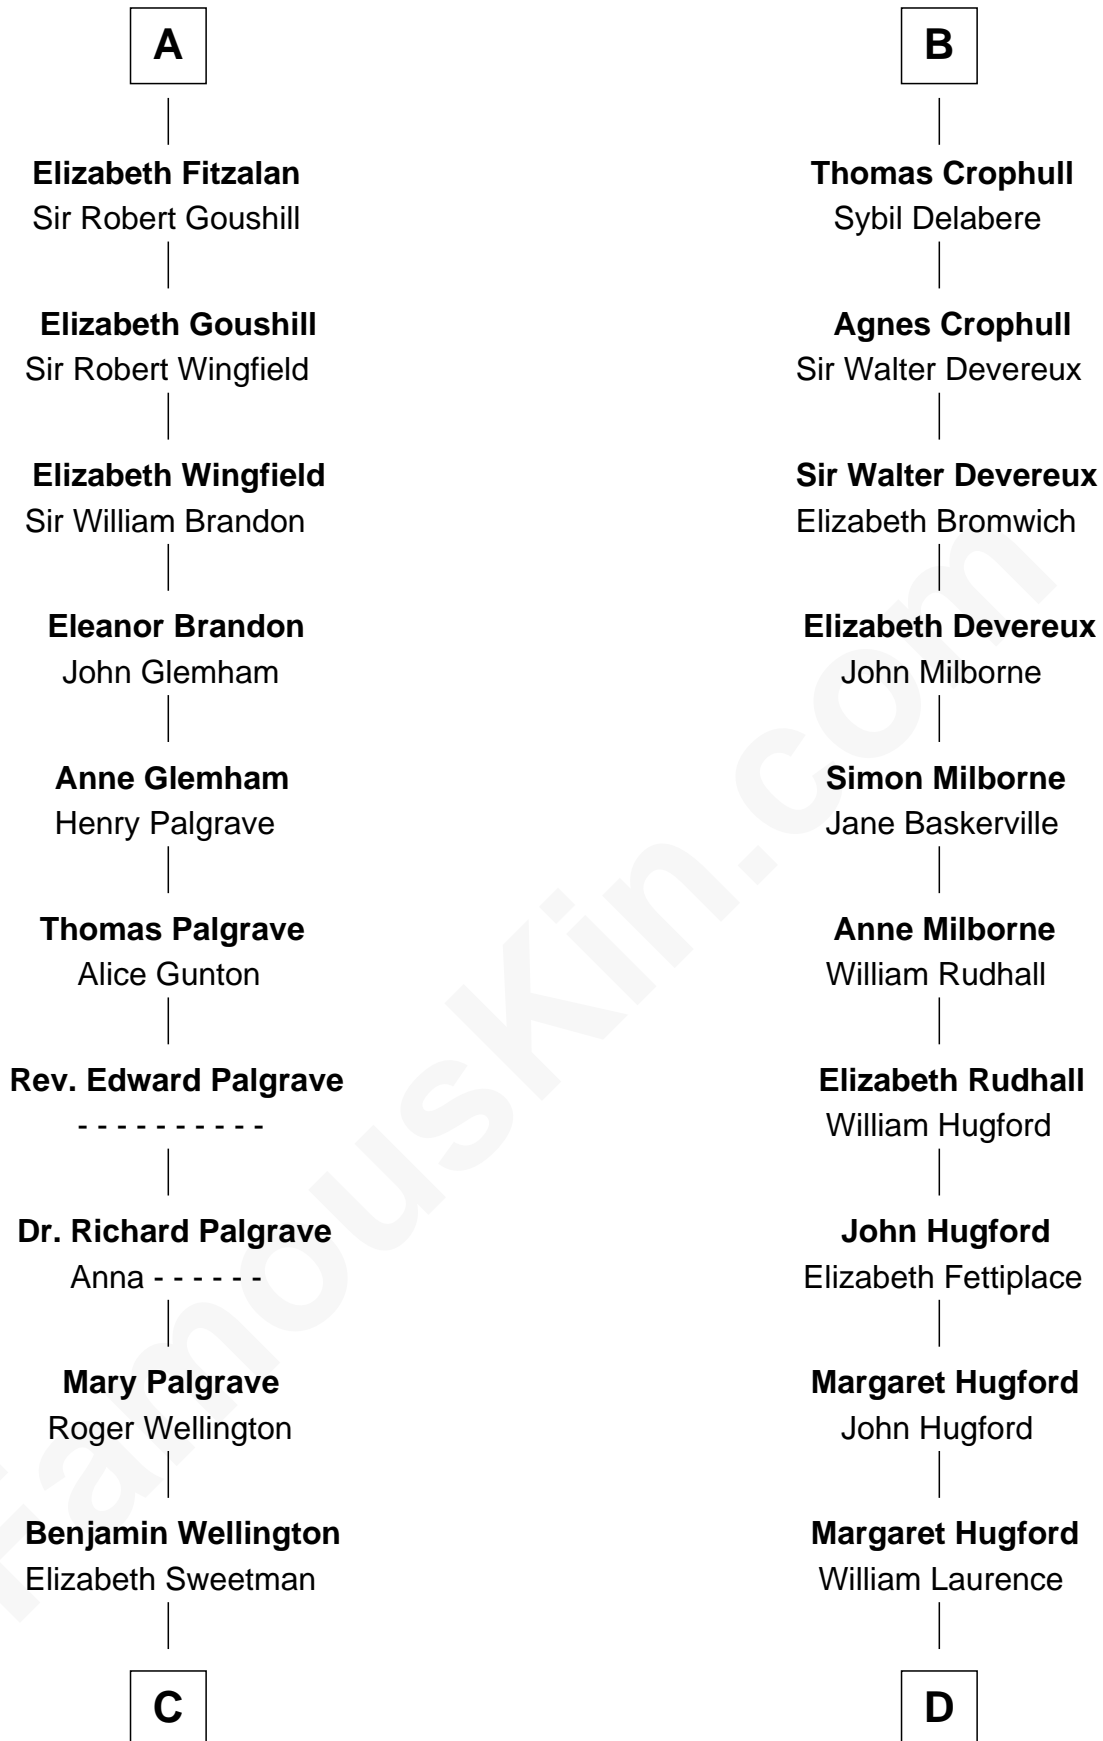 A
Elizabeth Fitzalan
Sir Robert Goushill
Elizabeth Goushill
Sir Robert Wingfield
Elizabeth Wingfield
Sir William Brandon
Eleanor Brandon
John Glemham
Anne Glemham
Henry Palgrave
Thomas Palgrave
Alice Gunton
Rev. Edward Palgrave
- - - - - - - - - -
Dr. Richard Palgrave
Anna - - - - - -
Mary Palgrave
Roger Wellington
Benjamin Wellington
Elizabeth Sweetman
C
B
Thomas Crophull
Sybil Delabere
Agnes Crophull
Sir Walter Devereux
Sir Walter Devereux
Elizabeth Bromwich
Elizabeth Devereux
John Milborne
Simon Milborne
Jane Baskerville
Anne Milborne
William Rudhall
Elizabeth Rudhall
William Hugford
John Hugford
Elizabeth Fettiplace
Margaret Hugford
John Hugford
Margaret Hugford
William Laurence
D
FamousKin.com